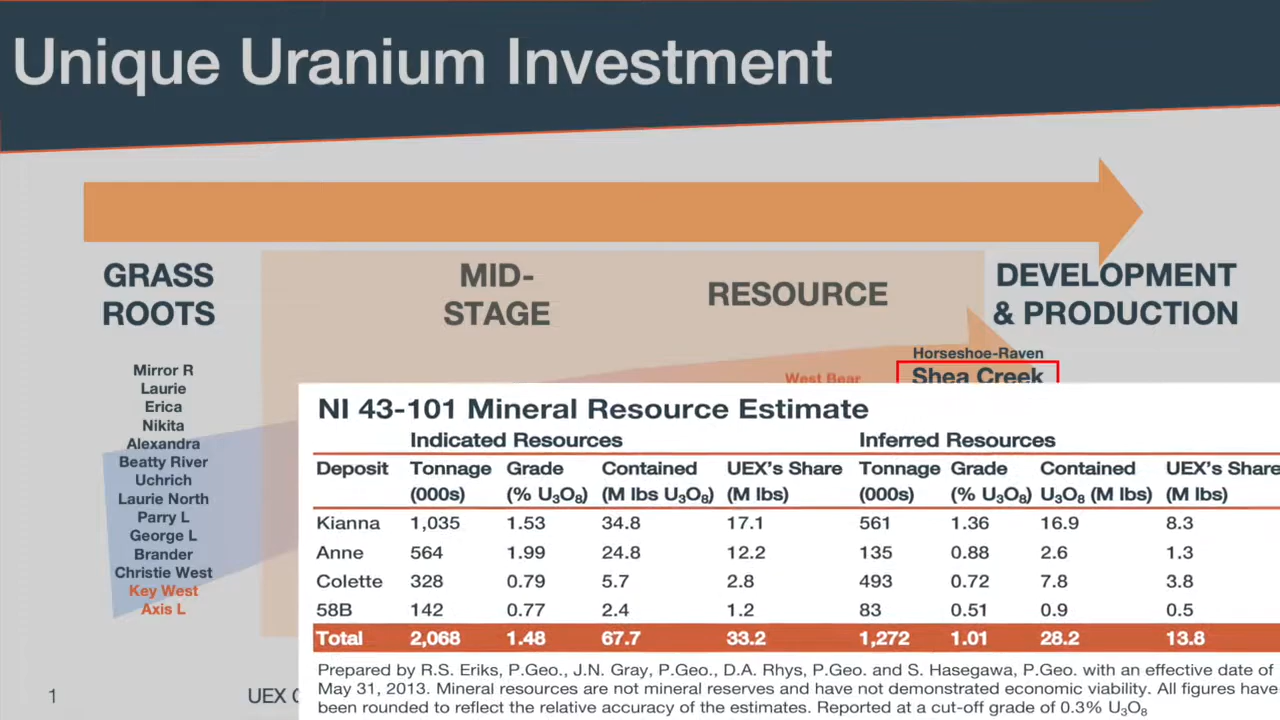 Unique Uranium Investment
GRASS
ROOTS
MID-
STAGE
RESOURCE
DEVELOPMENT
& PRODUCTION
Mirror R
Laurie
Erica
Nikita
Alexandra
Beatty River
Uchrich
Laurie North
Parry L
George L
Brander
Christie West
Key West
Axis L
West Bear
Horseshoe-Raven
Shea Creek
NI 43-101 Mineral Resource Estimate
Indicated Resources Inferred Resources
Deposit Tonnage Grade Contained UEX's Share Tonnage Grade Contained UEX's Share
(000s) (% U₃O₈) (M lbs U₃O₈) (M lbs) (000s) (% U₃O₈) U₃O₈ (M lbs) (M lbs)
Kianna 1,035 1.53 34.8 17.1 561 1.36 16.9 8.3
Anne 564 1.99 24.8 12.2 135 0.88 2.6 1.3
Colette 328 0.79 5.7 2.8 493 0.72 7.8 3.8
58B 142 0.77 2.4 1.2 83 0.51 0.9 0.5
Total 2,068 1.48 67.7 33.2 1,272 1.01 28.2 13.8
Prepared by R.S. Eriks, P.Geo., J.N. Gray, P.Geo., D.A. Rhys, P.Geo. and S. Hasegawa, P.Geo. with an effective date of
May 31, 2013. Mineral resources are not mineral reserves and have not demonstrated economic viability. All figures have
been rounded to reflect the relative accuracy of the estimates. Reported at a cut-off grade of 0.3% U₃O₈
1
UEX